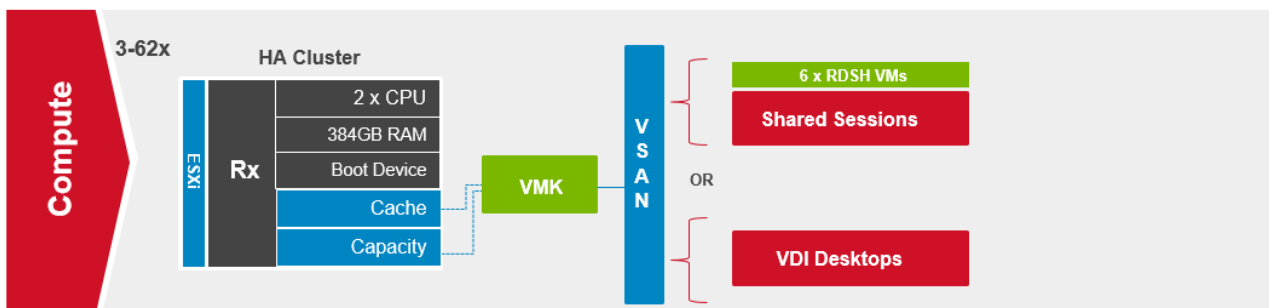 Compute
3-62x
HA Cluster
ESXi
Rx
2 x CPU
384GB RAM
Boot Device
Cache
Capacity
VMK
VSAN
6 x RDSH VMs
Shared Sessions
OR
VDI Desktops